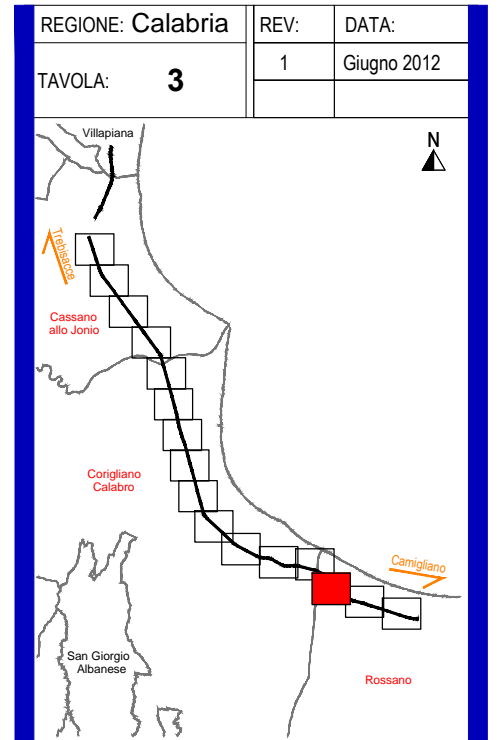 REGIONE: Calabria
REV:
DATA:
TAVOLA: 3
1
Giugno 2012
Villapiana
N
Trebisacce
Cassano
allo Jonio
Corigliano
Calabro
Camigliano
San Giorgio
Albanese
Rossano